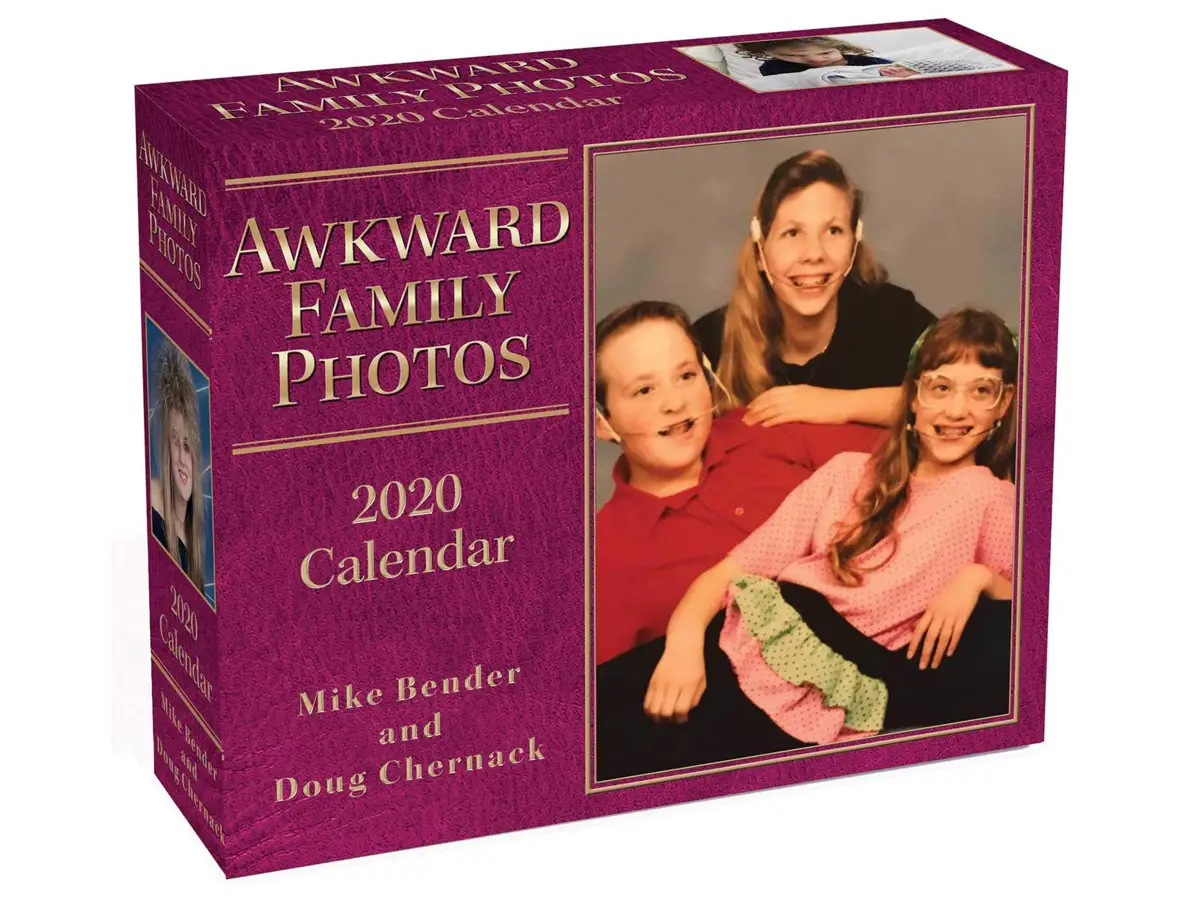 AWKWARD
FAMILY PHOTOS
2020 Calendar
AWKWARD
FAMILY
PHOTOS
2020
Calendar
Mike Bender
and
Doug Chernack
AWKWARD
FAMILY
PHOTOS
2020
Calendar
Mike Bender
and
Doug Chernack